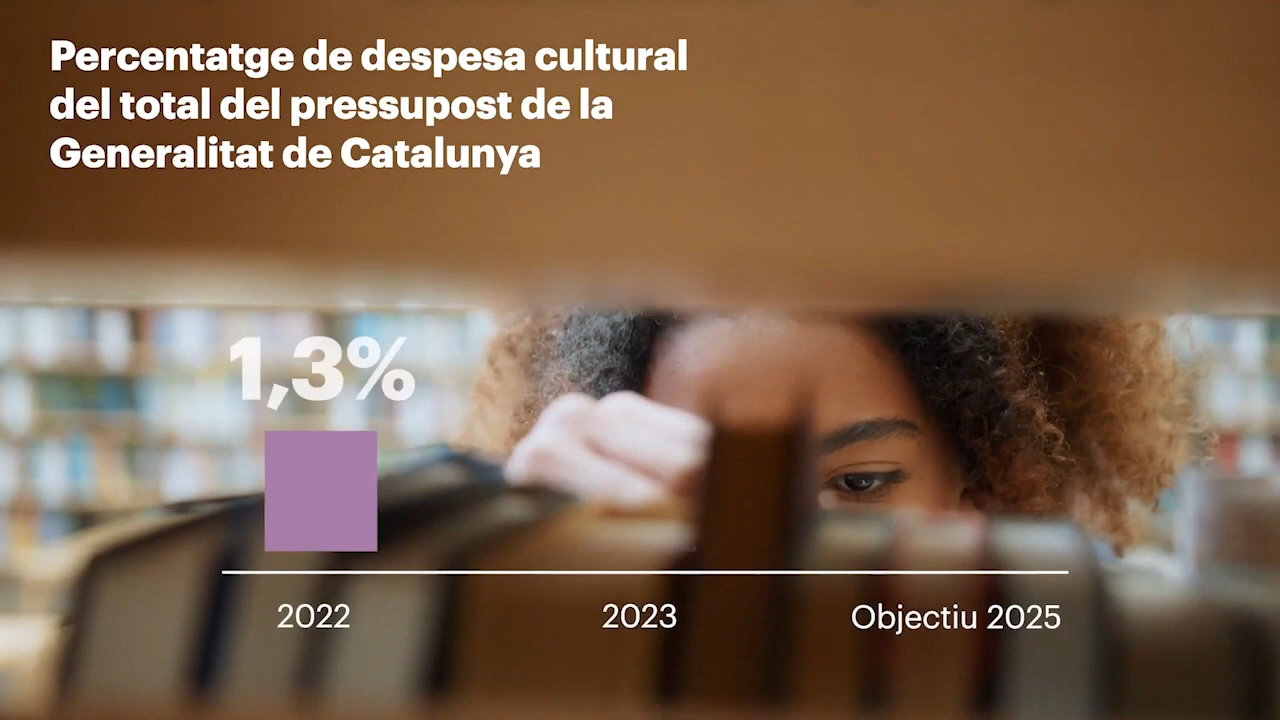 Percentatge de despesa cultural
del total del pressupost de la
Generalitat de Catalunya
1,3%
2022
2023
Objectiu 2025